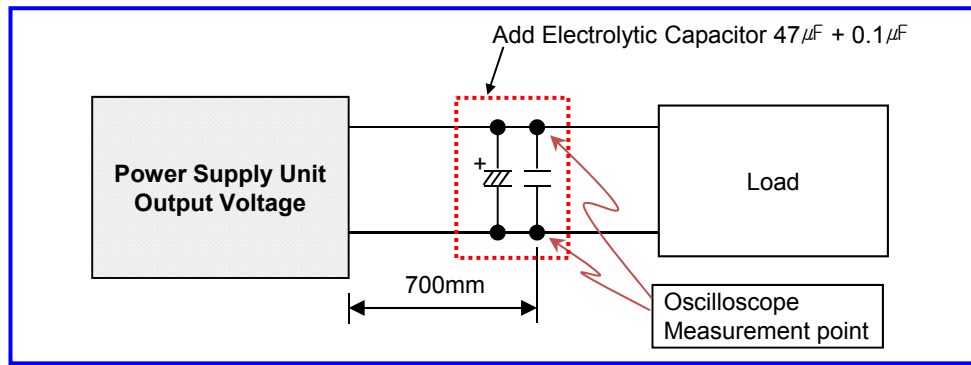 Add Electrolytic Capacitor 47㎌ + 0.1㎌
Power Supply Unit
Output Voltage
+
Load
700mm
Oscilloscope
Measurement point